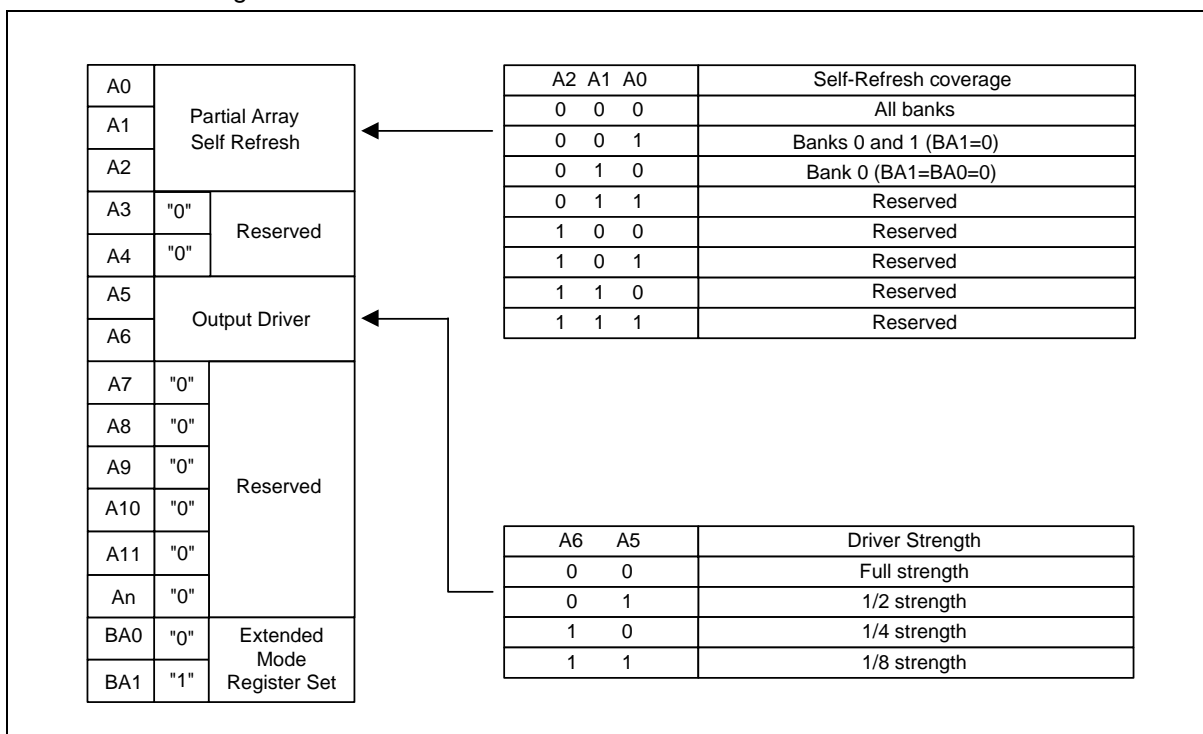 A0
A1
A2
Partial Array
Self Refresh
A3 "0"
A4 "0"
Reserved
A5
A6
Output Driver
A7 "0"
A8 "0"
A9 "0"
A10 "0"
A11 "0"
An "0"
Reserved
BA0 "0"
BA1 "1"
Extended
Mode
Register Set
A2 A1 A0 Self-Refresh coverage
0 0 0 All banks
0 0 1 Banks 0 and 1 (BA1=0)
0 1 0 Bank 0 (BA1=BA0=0)
0 1 1 Reserved
1 0 0 Reserved
1 0 1 Reserved
1 1 0 Reserved
1 1 1 Reserved
A6 A5 Driver Strength
0 0 Full strength
0 1 1/2 strength
1 0 1/4 strength
1 1 1/8 strength